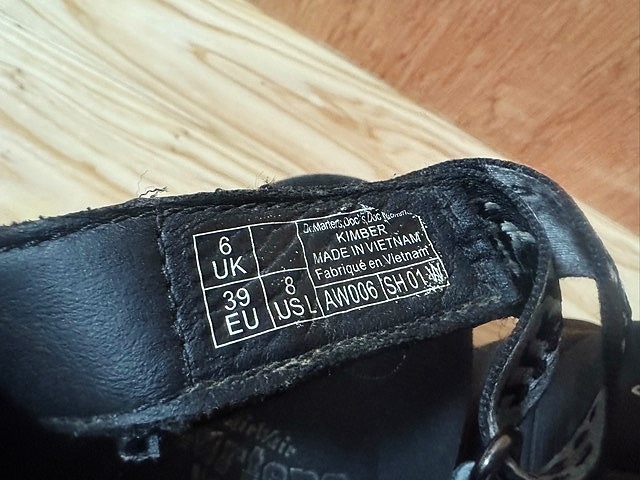 6
UK
39
EU
8
US L
Dr. Martens, Doc's, Doc
KIMBER
MADE IN VIETNAM
Fabriqué en Vietnam
AW006 SH 01 W